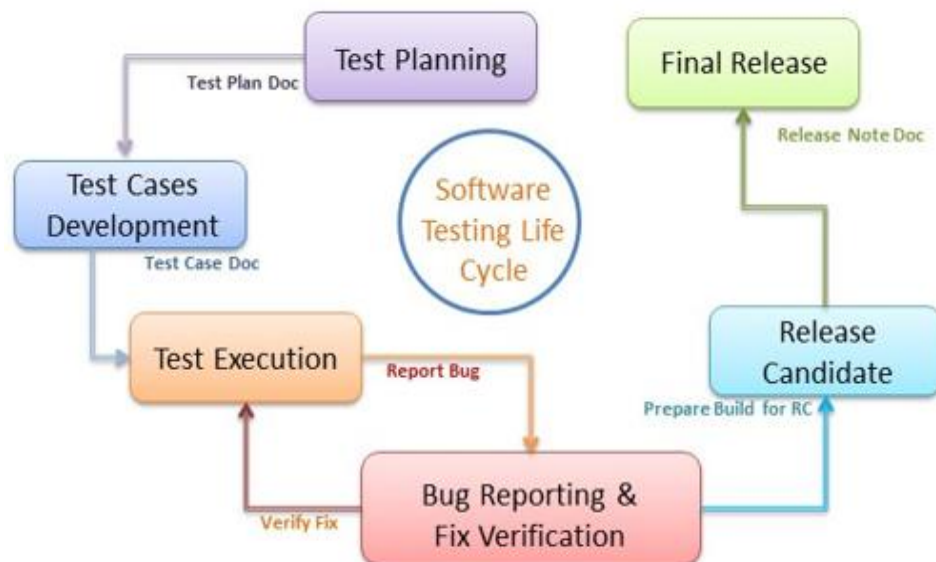 Test Planning
Test Plan Doc
Test Cases
Development
Test Case Doc
Software
Testing Life
Cycle
Test Execution
Report Bug
Verify Fix
Bug Reporting &
Fix Verification
Prepare Build for RC
Release
Candidate
Release Note Doc
Final Release